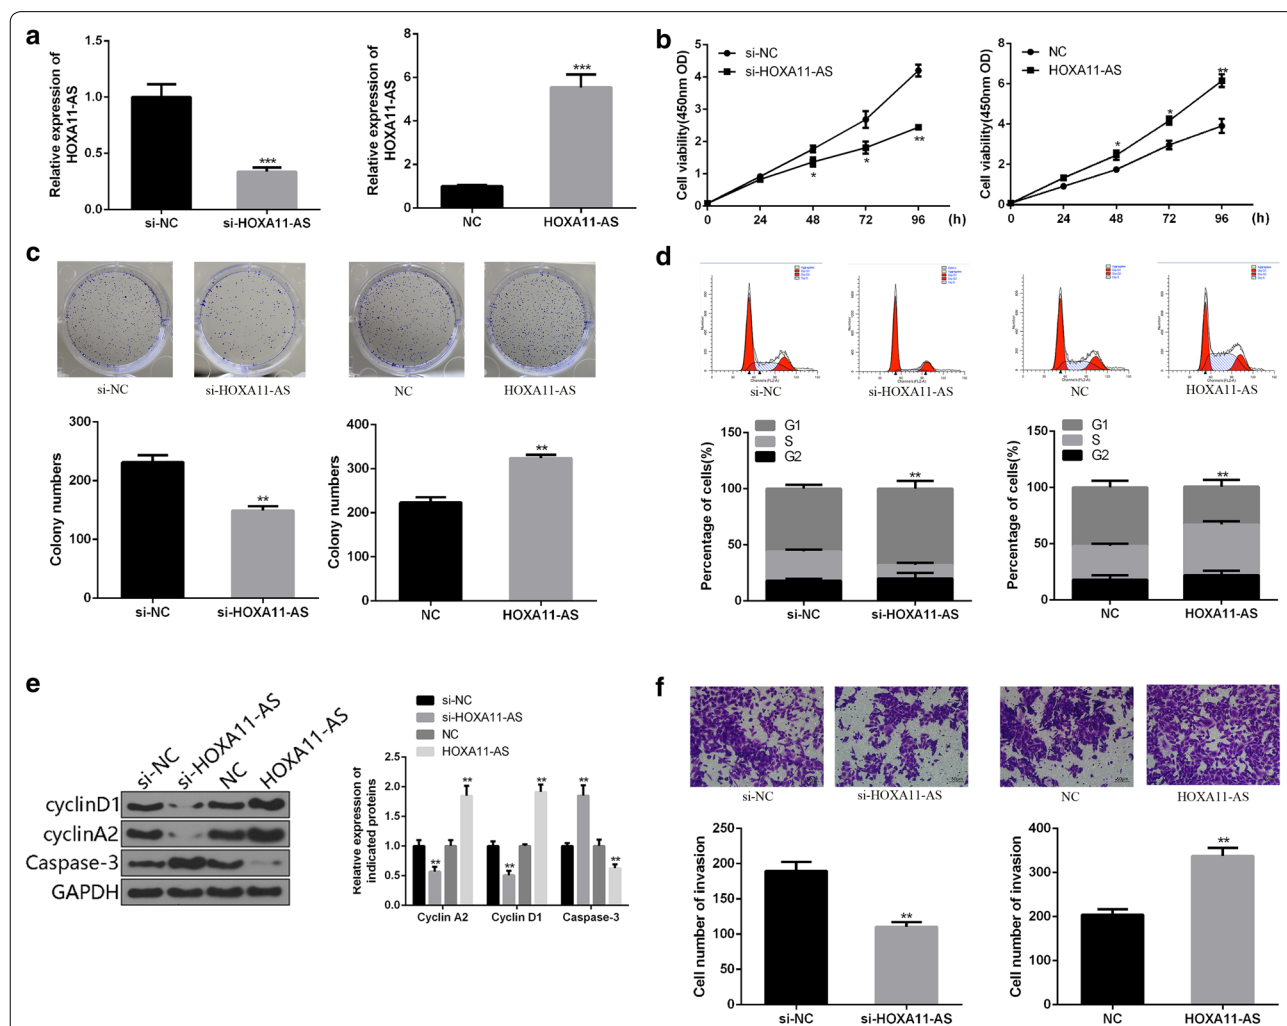 a
Relative expression of
HOXA11-AS
1.5
1.0
0.5
0.0
***
si-NC
si-HOXA11-AS
Relative expression of
HOXA11-AS
8
6
4
2
0
***
NC
HOXA11-AS
b
Cell viability(450nm OD)
5
4
3
2
1
0
si-NC
si-HOXA11-AS
*
*
**
0
24
48
72
96
(h)
Cell viability(450nm OD)
8
6
4
2
0
NC
HOXA11-AS
*
*
**
0
24
48
72
96
(h)
c
si-NC
si-HOXA11-AS
NC
HOXA11-AS
Colony numbers
300
200
100
0
**
si-NC
si-HOXA11-AS
Colony numbers
400
300
200
100
0
**
NC
HOXA11-AS
d
si-NC
si-HOXA11-AS
NC
HOXA11-AS
Percentage of cells(%)
150
100
50
0
G1
S
G2
**
si-NC
si-HOXA11-AS
Percentage of cells(%)
150
100
50
0
G1
S
G2
**
NC
HOXA11-AS
e
si-NC
si-HOXA11-AS
NC
HOXA11-AS
cyclinD1
cyclinA2
Caspase-3
GAPDH
si-NC
si-HOXA11-AS
NC
HOXA11-AS
Relative expression of
indicated proteins
2.5
2.0
1.5
1.0
0.5
0.0
**
**
**
**
**
**
Cyclin A2
Cyclin D1
Caspase-3
f
si-NC
si-HOXA11-AS
NC
HOXA11-AS
Cell number of invasion
250
200
150
100
50
0
**
si-NC
si-HOXA11-AS
Cell number of invasion
400
300
200
100
0
**
NC
HOXA11-AS